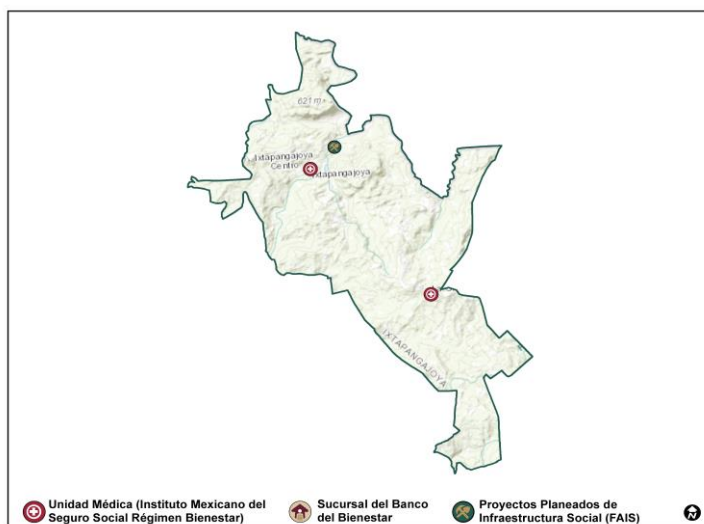 621 m
Ixtapangajoya
Centro
Ixtapangajoya
IXTAPANGAJOYA
Unidad Médica (Instituto Mexicano del
Seguro Social Régimen Bienestar)
Sucursal del Banco
del Bienestar
Proyectos Planeados de
Infraestructura Social (FAIS)
N